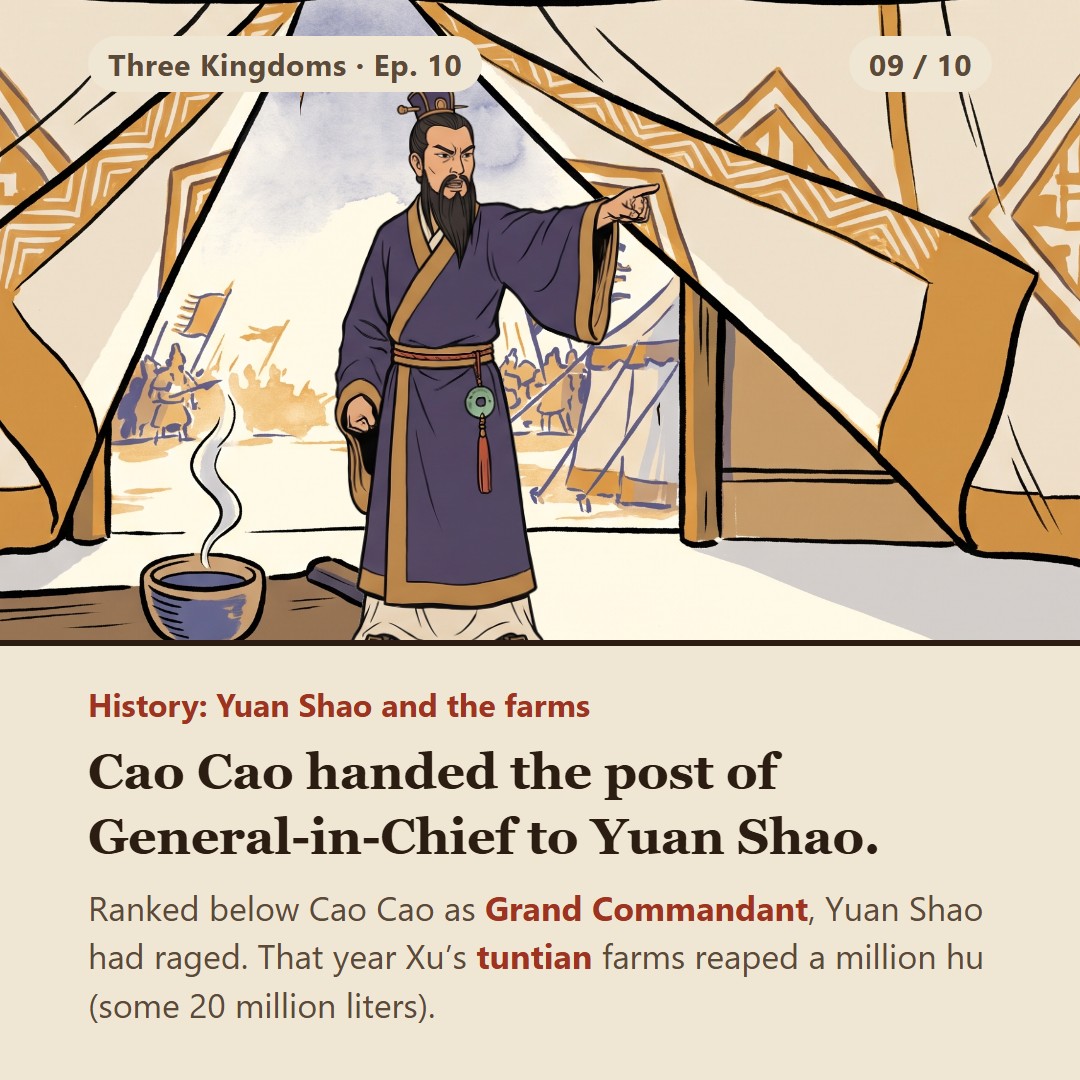 Three Kingdoms · Ep. 10
09 / 10
History: Yuan Shao and the farms
Cao Cao handed the post of
General-in-Chief to Yuan Shao.
Ranked below Cao Cao as Grand Commandant, Yuan Shao
had raged. That year Xu’s tuntian farms reaped a million hu
(some 20 million liters).